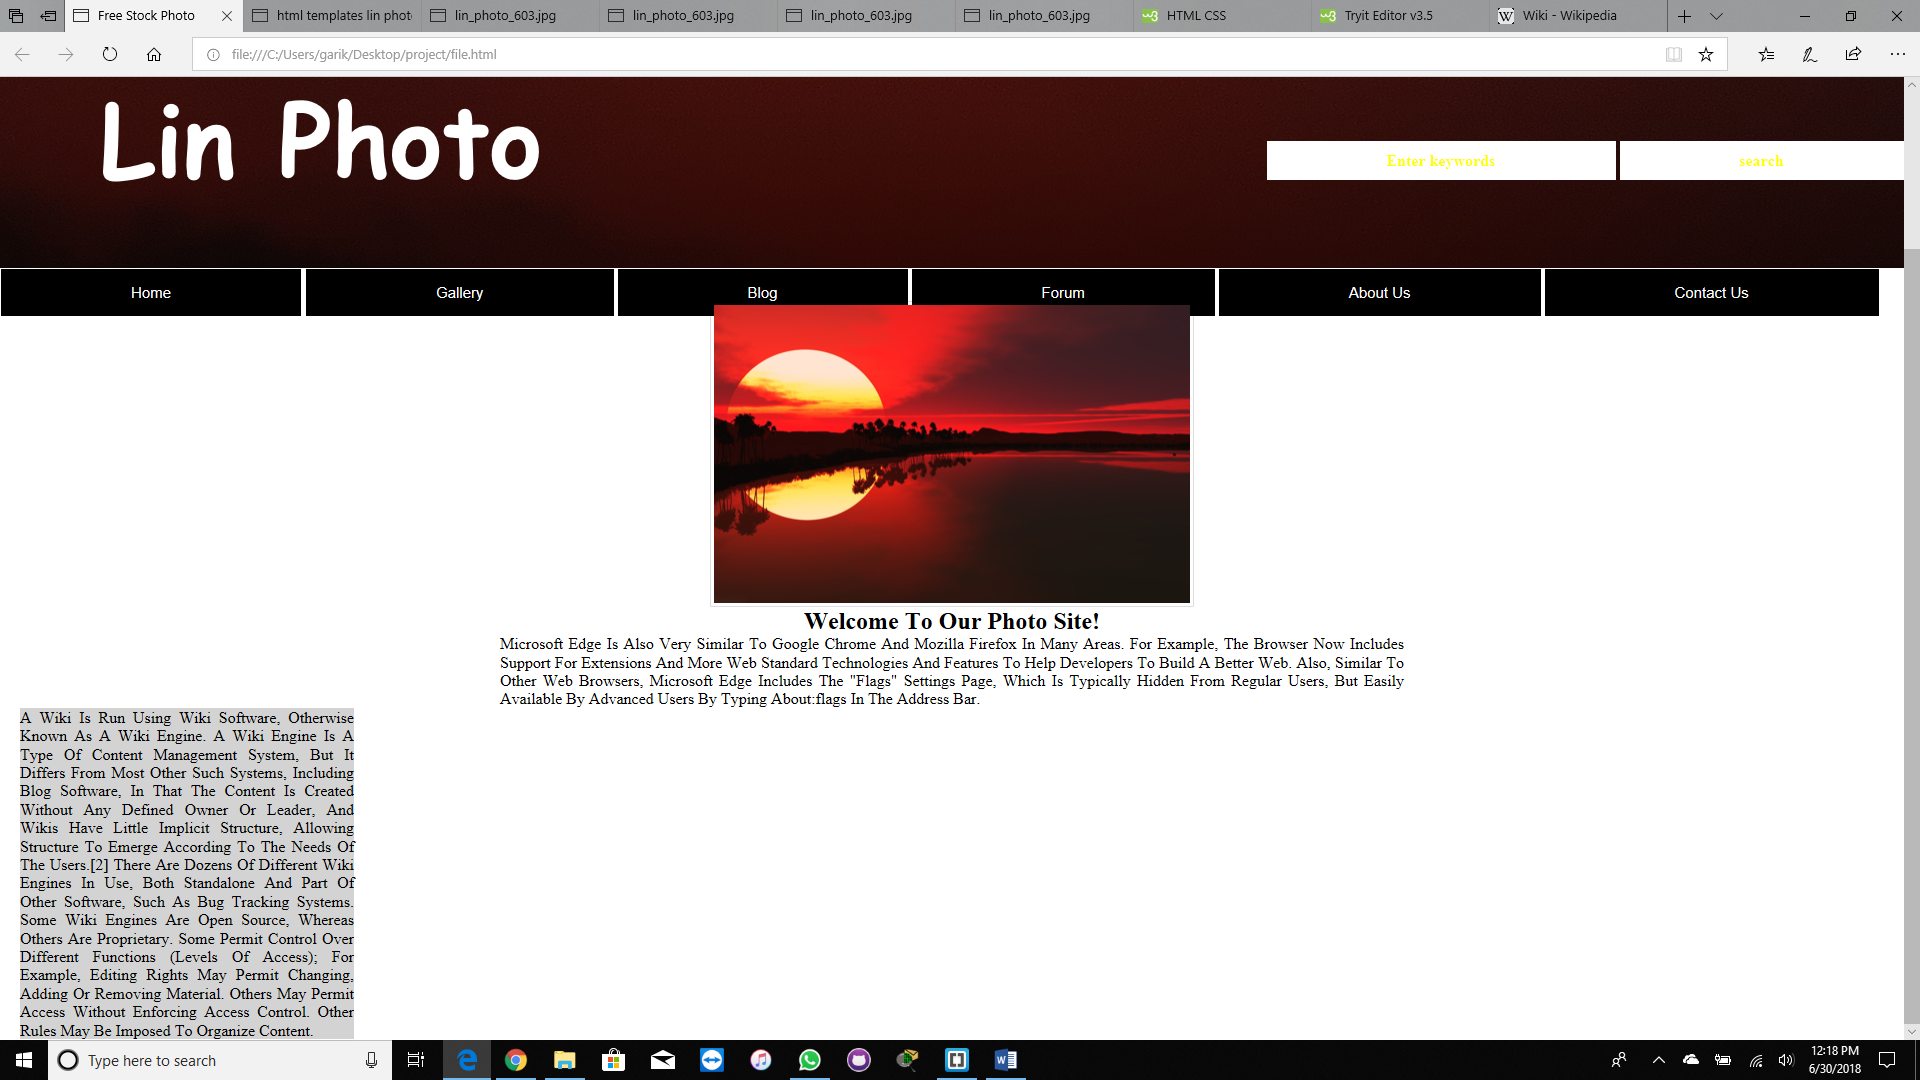 Free Stock Photo
html templates lin phot
lin_photo_603.jpg
lin_photo_603.jpg
lin_photo_603.jpg
lin_photo_603.jpg
HTML CSS
Tryit Editor v3.5
W Wiki - Wikipedia
file:///C:/Users/garik/Desktop/project/file.html
Lin Photo
Enter keywords
search
Home
Gallery
Blog
Forum
About Us
Contact Us
Welcome To Our Photo Site!
Microsoft Edge Is Also Very Similar To Google Chrome And Mozilla Firefox In Many Areas. For Example, The Browser Now Includes
Support For Extensions And More Web Standard Technologies And Features To Help Developers To Build A Better Web. Also, Similar To
Other Web Browsers, Microsoft Edge Includes The "Flags" Settings Page, Which Is Typically Hidden From Regular Users, But Easily
Available By Advanced Users By Typing About:flags In The Address Bar.
A Wiki Is Run Using Wiki Software, Otherwise
Known As A Wiki Engine. A Wiki Engine Is A
Type Of Content Management System, But It
Differs From Most Other Such Systems, Including
Blog Software, In That The Content Is Created
Without Any Defined Owner Or Leader, And
Wikis Have Little Implicit Structure, Allowing
Structure To Emerge According To The Needs Of
The Users.[2] There Are Dozens Of Different Wiki
Engines In Use, Both Standalone And Part Of
Other Software, Such As Bug Tracking Systems.
Some Wiki Engines Are Open Source, Whereas
Others Are Proprietary. Some Permit Control Over
Different Functions (Levels Of Access); For
Example, Editing Rights May Permit Changing,
Adding Or Removing Material. Others May Permit
Access Without Enforcing Access Control. Other
Rules May Be Imposed To Organize Content.
Type here to search
12:18 PM
6/30/2018